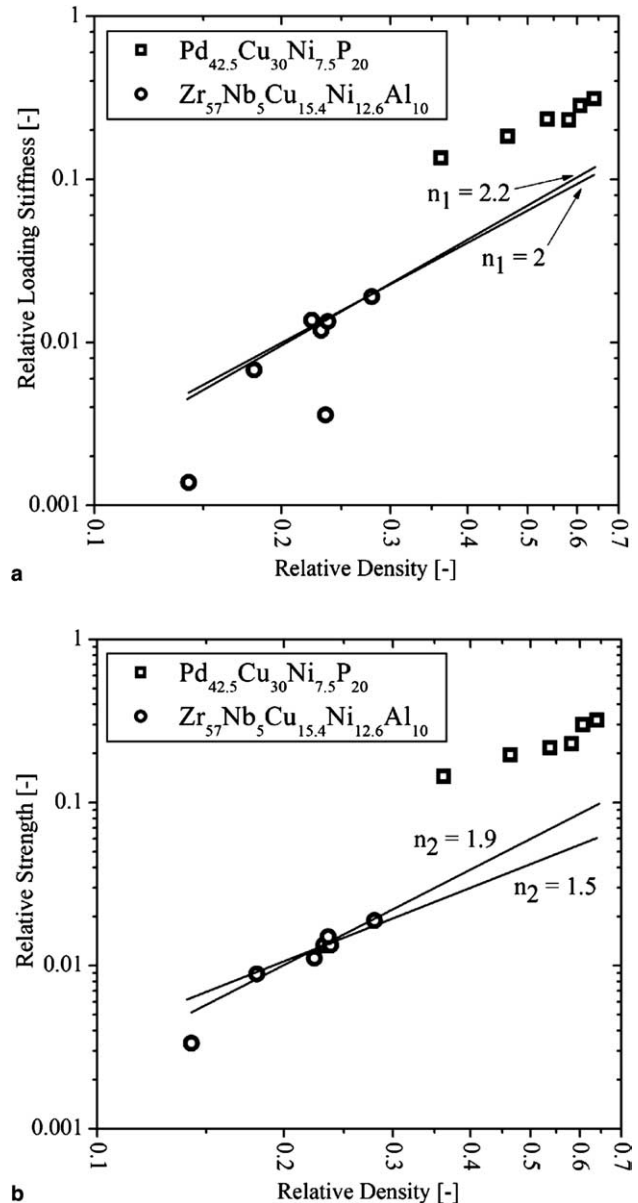 1
Pd42.5Cu30Ni7.5P20
Zr57Nb5Cu15.4Ni12.6Al10
Relative Loading Stiffness [-]
0.1
n1 = 2.2
n1 = 2
0.01
0.001
0.1
0.2
0.3
0.4
0.5
0.6
0.7
Relative Density [-]
a
1
Pd42.5Cu30Ni7.5P20
Zr57Nb5Cu15.4Ni12.6Al10
Relative Strength [-]
0.1
n2 = 1.9
n2 = 1.5
0.01
0.001
0.1
0.2
0.3
0.4
0.5
0.6
0.7
Relative Density [-]
b